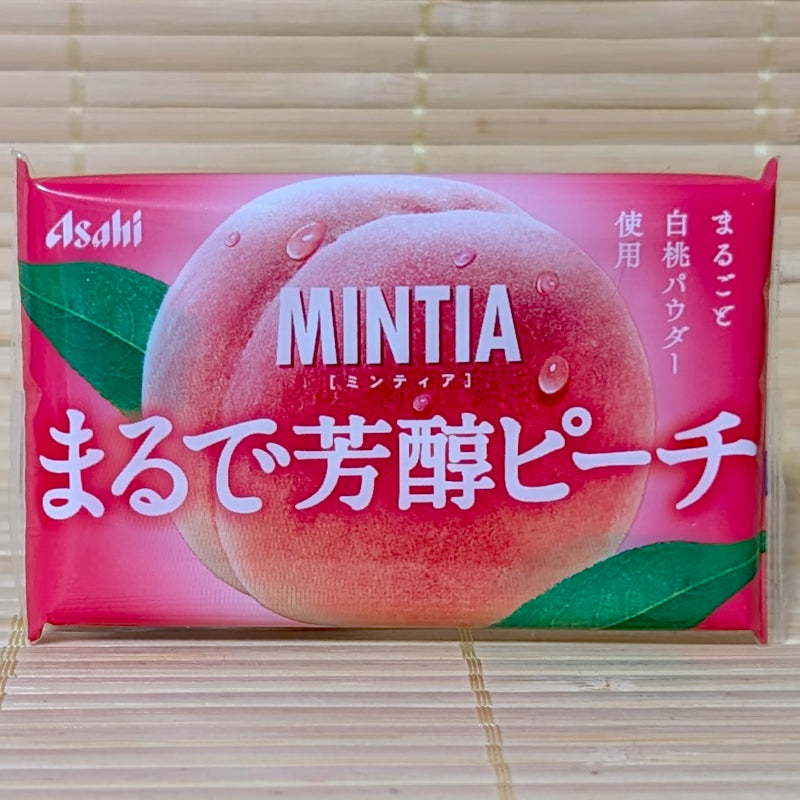 Asahi
まるごと
白桃パウダー
使用
MINTIA
[ミンティア]
まるで芳醇ピーチ